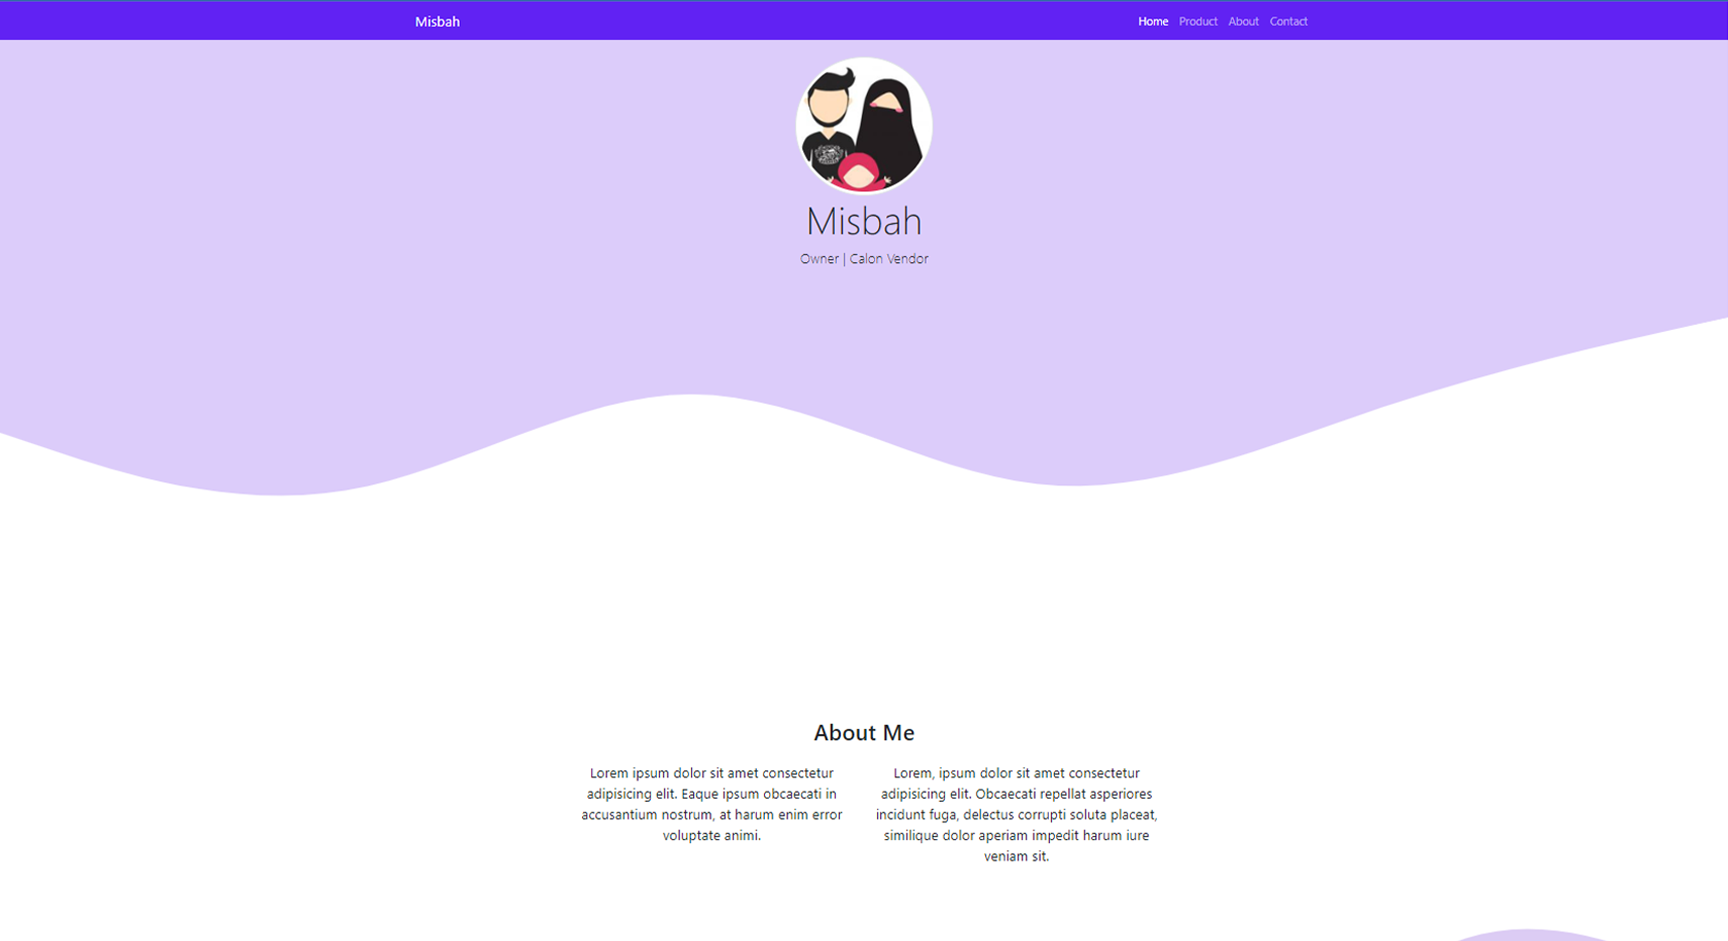 Misbah
Home Product About Contact
Misbah
Owner | Calon Vendor
About Me
Lorem ipsum dolor sit amet consectetur
adipisicing elit. Eaque ipsum obcaecati in
accusantium nostrum, at harum enim error
voluptate animi.
Lorem, ipsum dolor sit amet consectetur
adipisicing elit. Obcaecati repellat asperiores
incidunt fuga, delectus corrupti soluta placeat,
similique dolor aperiam impedit harum iure
veniam sit.